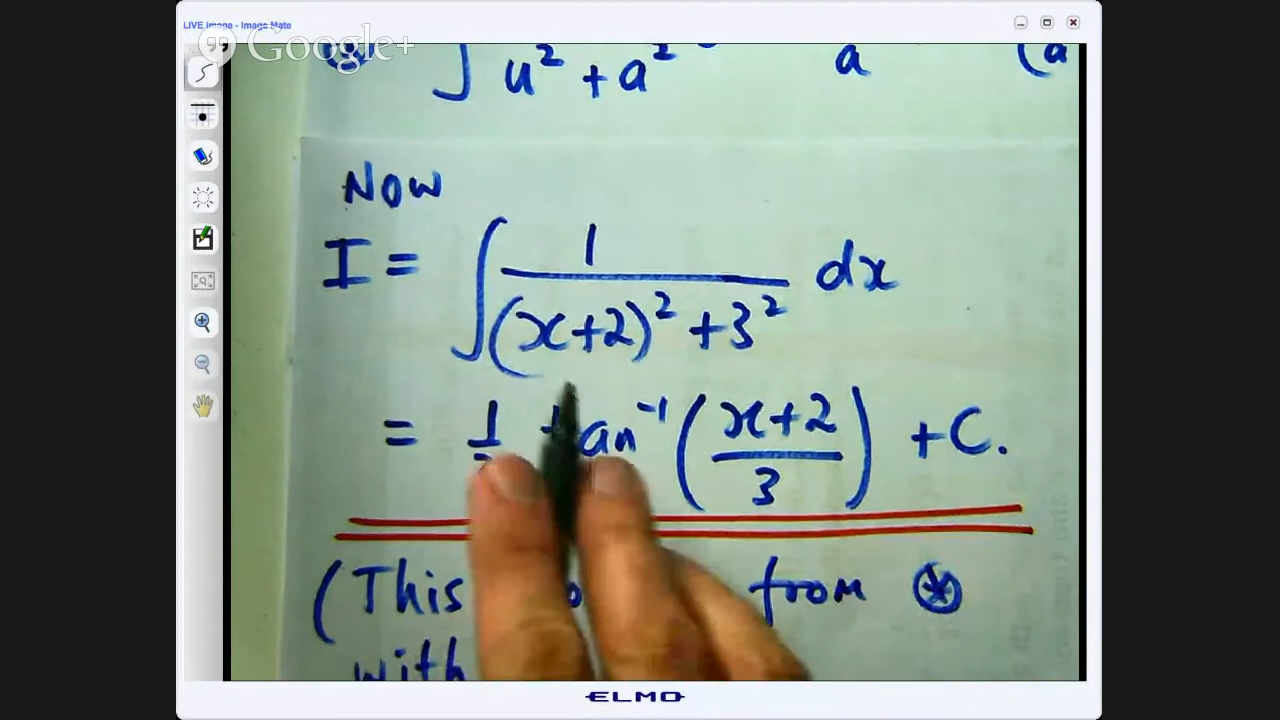 LIVE image - Image Mate
Google+
∫ u² + a² a (a
Now
I = ∫ 1/((x+2)² + 3²) dx
= 1/ tan⁻¹((x+2)/3) + C.
(This from ⊛
with
ELMO